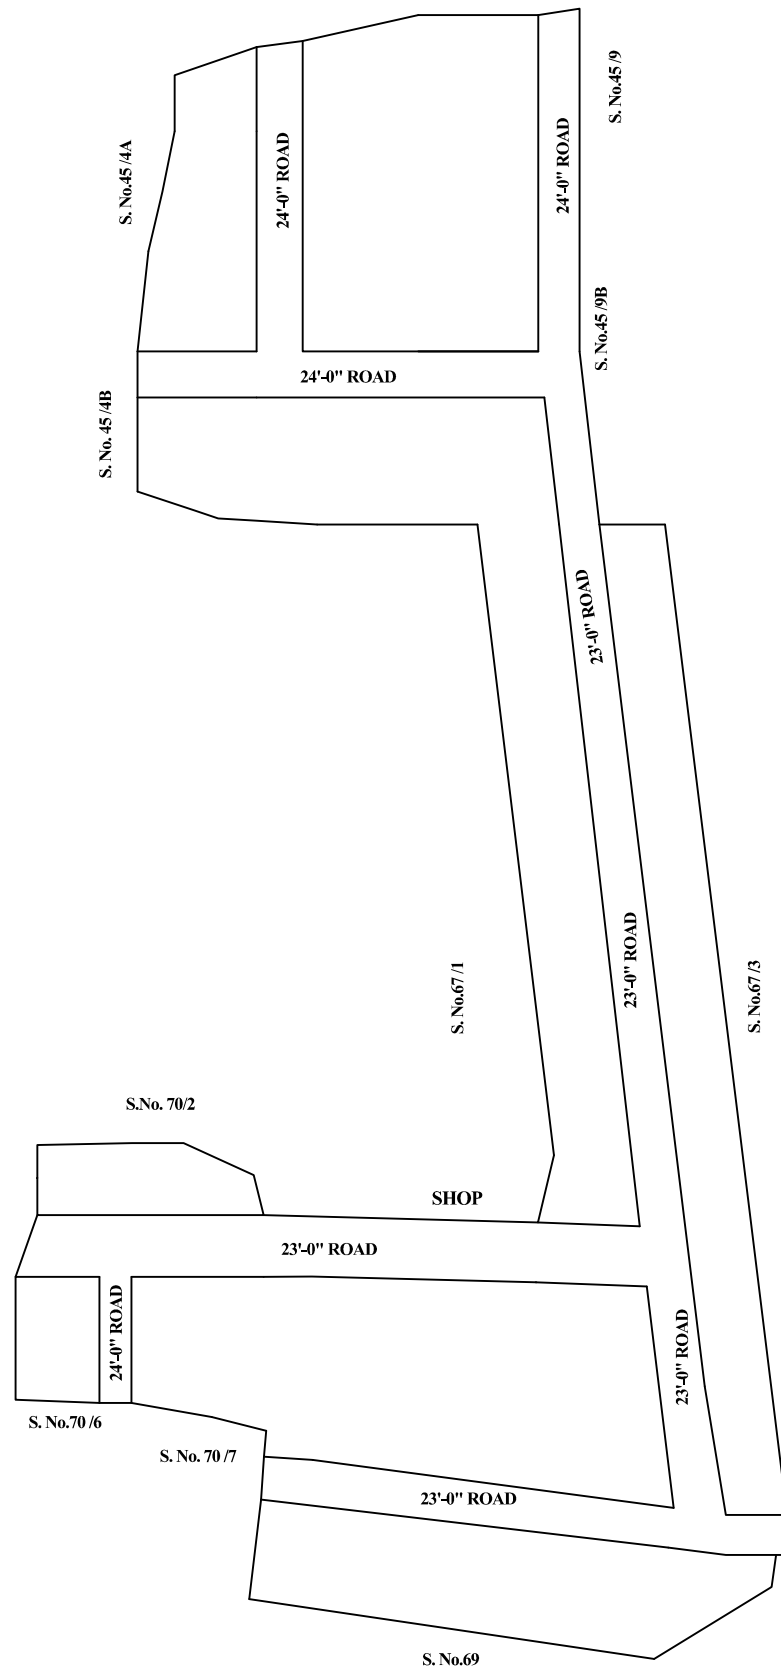 S. No.45 /9
24'-0" ROAD
24'-0" ROAD
S. No.45 /4A
S. No.45 /9B
24'-0" ROAD
S. No. 45 /4B
23'-0" ROAD
23'-0" ROAD
S. No.67 /1
S. No.67 /3
S.No. 70/2
SHOP
23'-0" ROAD
24'-0" ROAD
23'-0" ROAD
S. No.70 /6
S. No. 70 /7
23'-0" ROAD
S. No.69